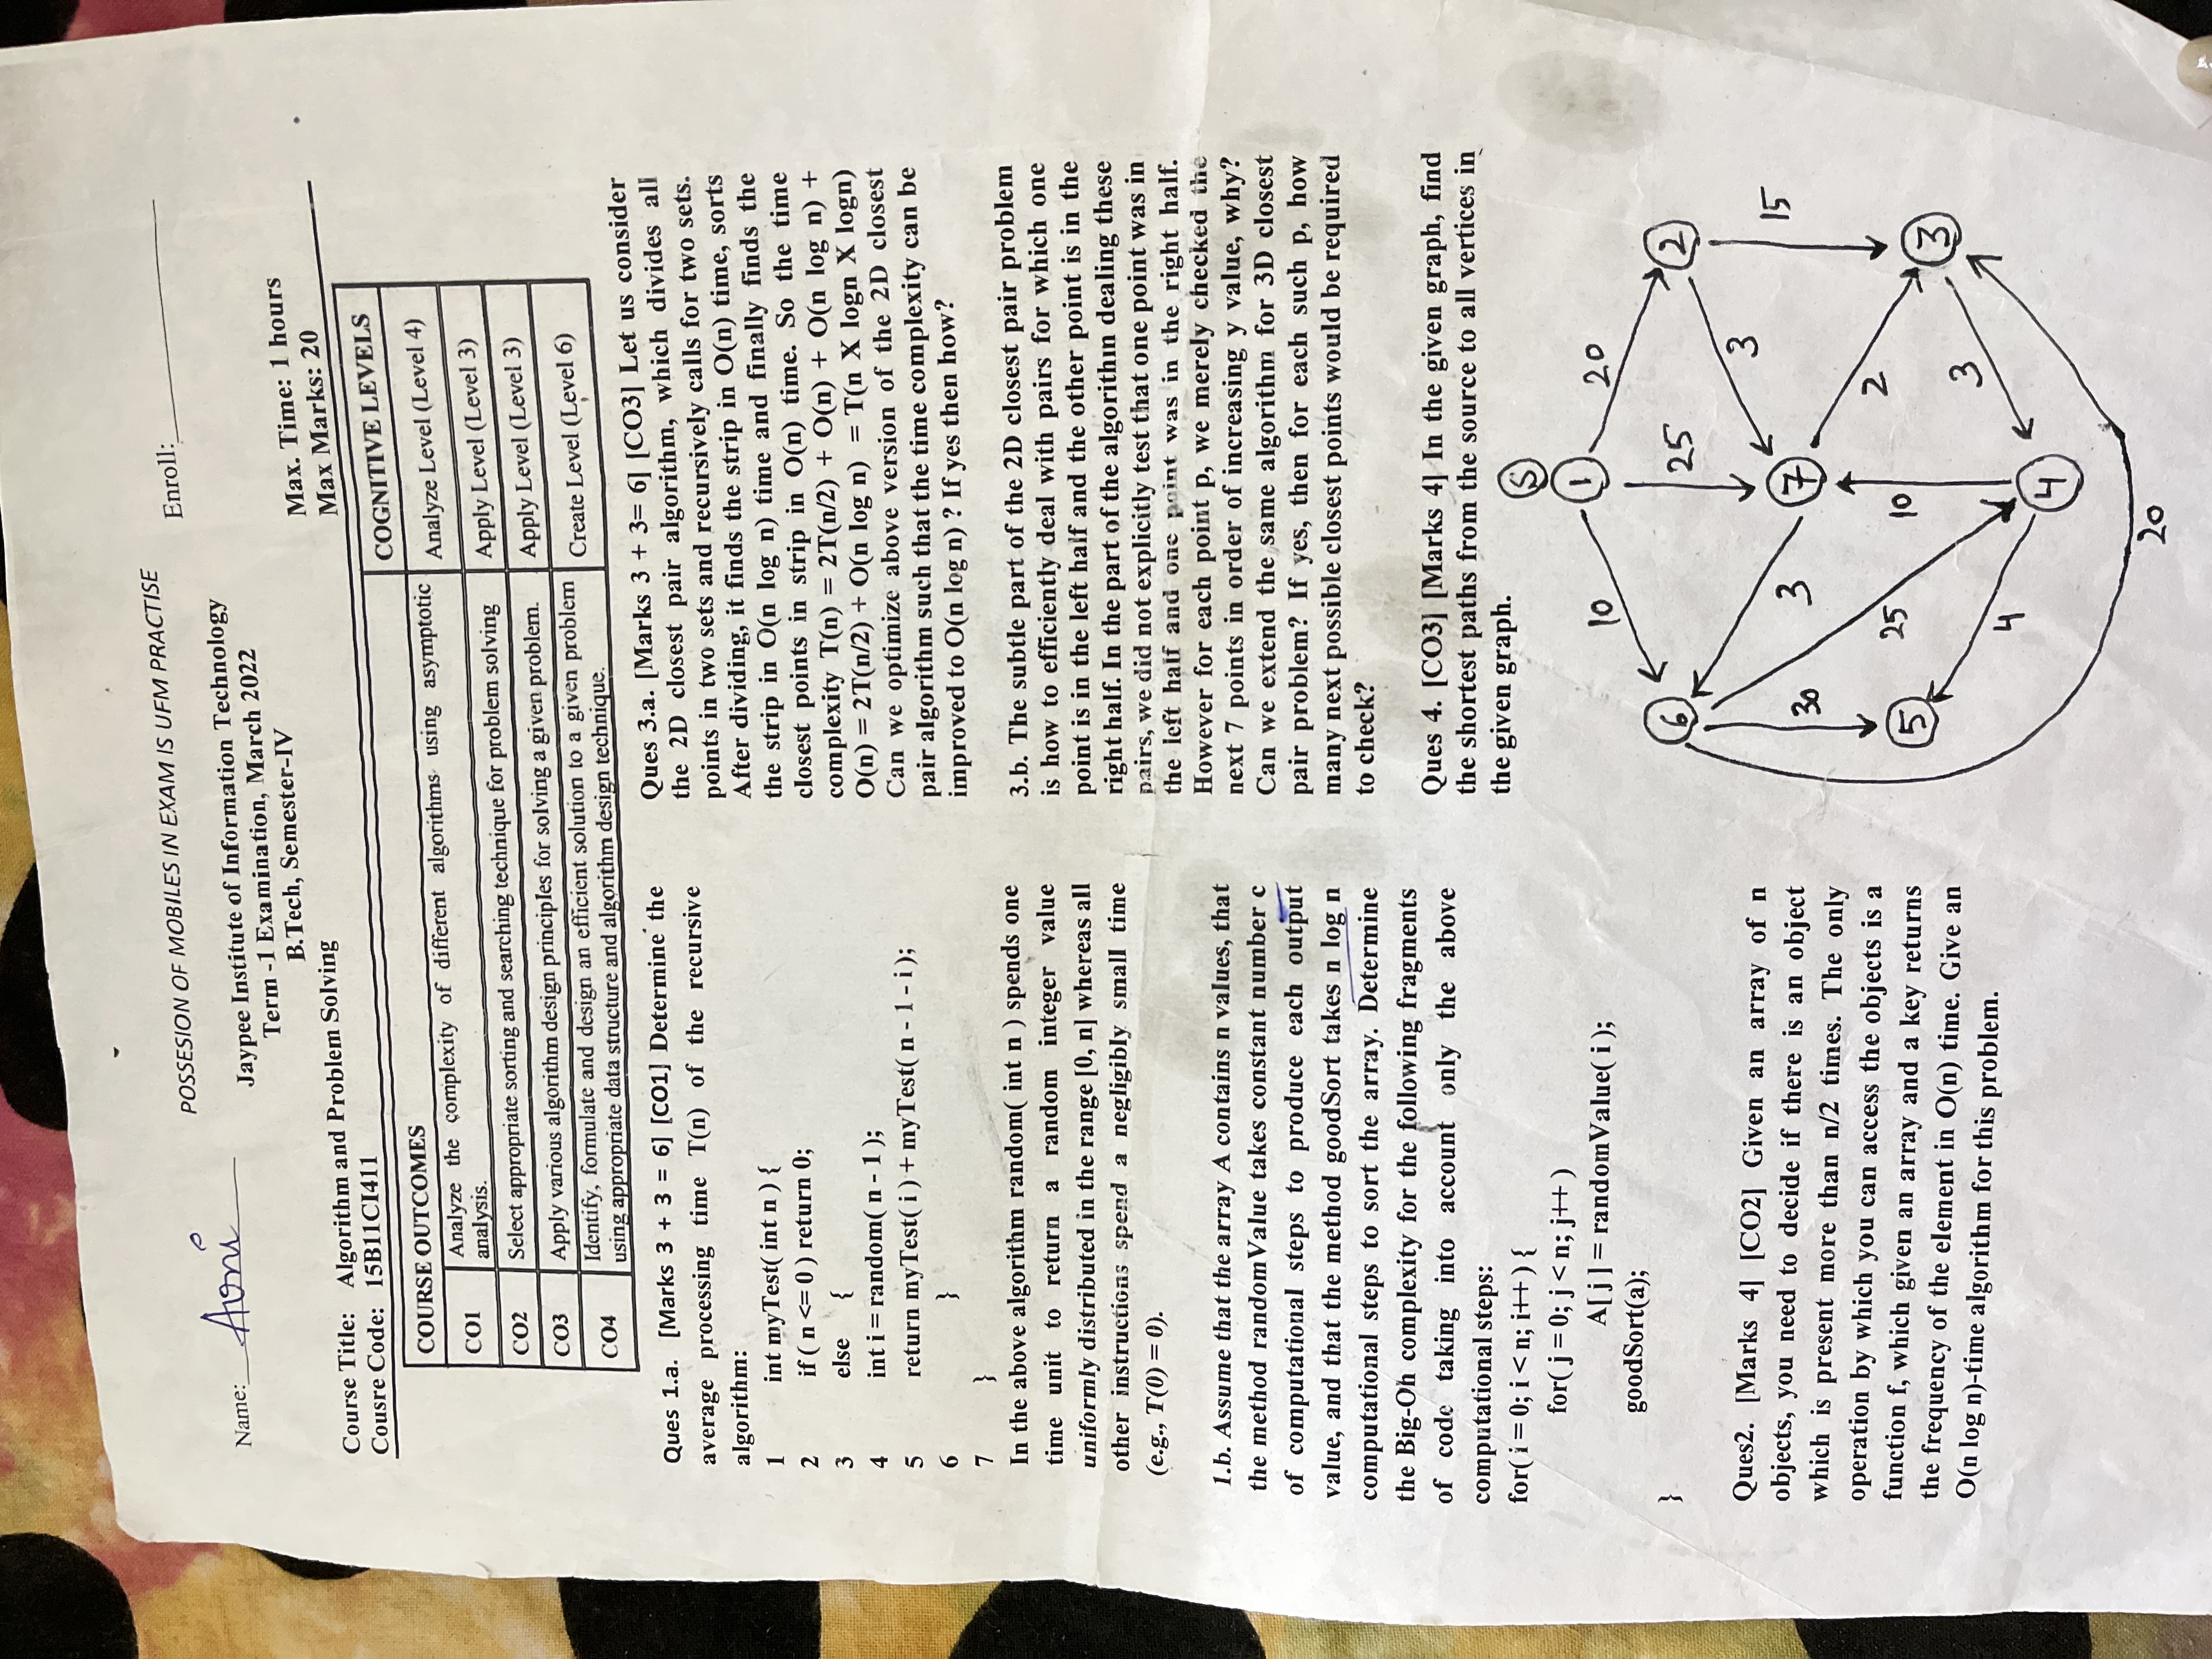 POSSESION OF MOBILES IN EXAM IS UFM PRACTISE
Name: Enroll:
Jaypee Institute of Information Technology
Term -1 Examination, March 2022
B.Tech, Semester-IV
Max. Time: 1 hours
Course Title: Algorithm and Problem Solving
Max Marks: 20
Cousre Code: 15B11CI411
COURSE OUTCOMES COGNITIVE LEVELS
CO1 Analyze the complexity of different algorithms using asymptotic analysis. Analyze Level (Level 4)
CO2 Select appropriate sorting and searching technique for problem solving Apply Level (Level 3)
CO3 Apply various algorithm design principles for solving a given problem. Apply Level (Level 3)
CO4 Identify, formulate and design an efficient solution to a given problem using appropriate data structure and algorithm design technique. Create Level (Level 6)
Ques 1.a. [Marks 3 + 3 = 6] [CO1] Determine the
average processing time T(n) of the recursive
algorithm:
1 int myTest( int n ) {
2 if ( n <= 0 ) return 0;
3 else {
4 int i = random( n - 1 );
5 return myTest( i ) + myTest( n - 1 - i );
6 }
7 }
In the above algorithm random( int n ) spends one
time unit to return a random integer value
uniformly distributed in the range [0, n] whereas all
other instructions spend a negligibly small time
(e.g., T(0) = 0).
1.b. Assume that the array A contains n values, that
the method randomValue takes constant number c
of computational steps to produce each output
value, and that the method goodSort takes n log n
computational steps to sort the array. Determine
the Big-Oh complexity for the following fragments
of code taking into account only the above
computational steps:
for( i = 0; i < n; i++ ) {
for( j = 0; j < n; j++ )
A[ j ] = randomValue( i );
goodSort(a);
}
Ques2. [Marks 4] [CO2] Given an array of n
objects, you need to decide if there is an object
which is present more than n/2 times. The only
operation by which you can access the objects is a
function f, which given an array and a key returns
the frequency of the element in O(n) time. Give an
O(n log n)-time algorithm for this problem.
Ques 3.a. [Marks 3 + 3= 6] [CO3] Let us consider
the 2D closest pair algorithm, which divides all
points in two sets and recursively calls for two sets.
After dividing, it finds the strip in O(n) time, sorts
the strip in O(n log n) time and finally finds the
closest points in strip in O(n) time. So the time
complexity T(n) = 2T(n/2) + O(n) + O(n log n) +
O(n) = 2T(n/2) + O(n log n) = T(n X logn X logn)
Can we optimize above version of the 2D closest
pair algorithm such that the time complexity can be
improved to O(n log n) ? If yes then how?
3.b. The subtle part of the 2D closest pair problem
is how to efficiently deal with pairs for which one
point is in the left half and the other point is in the
right half. In the part of the algorithm dealing these
pairs, we did not explicitly test that one point was in
the left half and one point was in the right half.
However for each point p, we merely checked the
next 7 points in order of increasing y value, why?
Can we extend the same algorithm for 3D closest
pair problem? If yes, then for each such p, how
many next possible closest points would be required
to check?
Ques 4. [CO3] [Marks 4] In the given graph, find
the shortest paths from the source to all vertices in
the given graph.
S
1
10 20
6 25 2
3
30 3 7 15
2
5 25 10 3
3
4
4
20